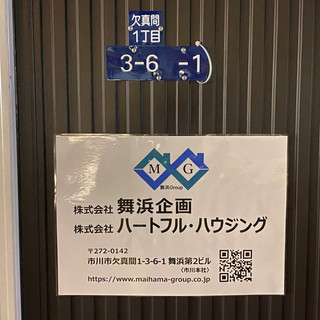 欠真間
1丁目
3-6 -1
M G
舞浜Group
株式会社 舞浜企画
株式会社 ハートフル・ハウジング
〒272-0142
市川市欠真間1-3-6-1 舞浜第2ビル
(市川本社)
https://www.maihama-group.co.jp